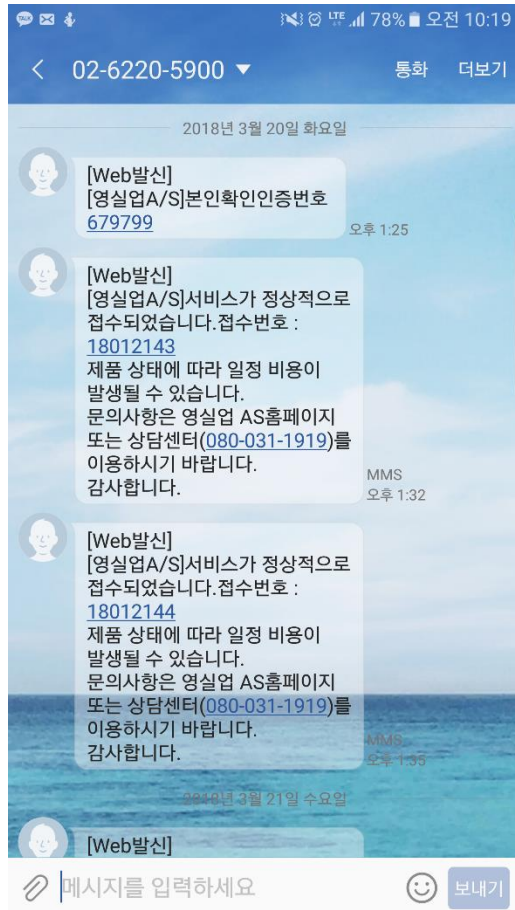 TALK LTE 78% 오전 10:19
02-6220-5900 통화 더보기
2018년 3월 20일 화요일
[Web발신]
[영실업A/S]본인확인인증번호
679799
오후 1:25
[Web발신]
[영실업A/S]서비스가 정상적으로
접수되었습니다.접수번호 :
18012143
제품 상태에 따라 일정 비용이
발생될 수 있습니다.
문의사항은 영실업 AS홈페이지
또는 상담센터(080-031-1919)를
이용하시기 바랍니다.
감사합니다.
MMS
오후 1:32
[Web발신]
[영실업A/S]서비스가 정상적으로
접수되었습니다.접수번호 :
18012144
제품 상태에 따라 일정 비용이
발생될 수 있습니다.
문의사항은 영실업 AS홈페이지
또는 상담센터(080-031-1919)를
이용하시기 바랍니다.
감사합니다.
MMS
오후 1:35
2018년 3월 21일 수요일
[Web발신]
메시지를 입력하세요 보내기